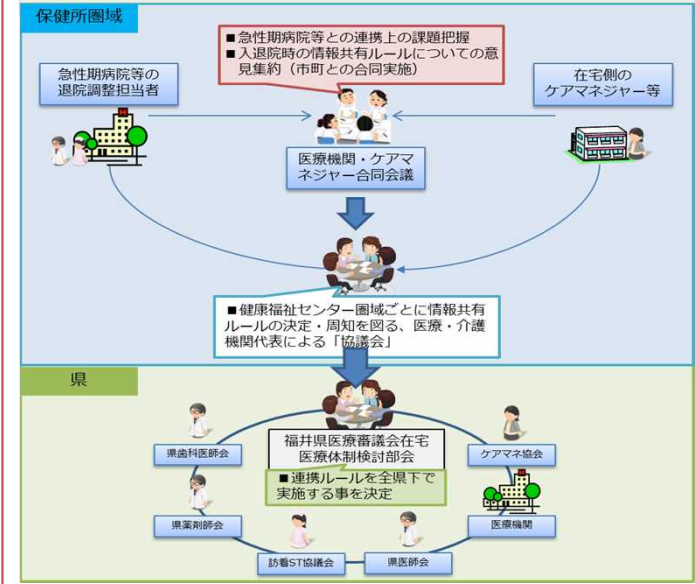 保健所圏域
■急性期病院等との連携上の課題把握
■入退院時の情報共有ルールについての意
見集約（市町との合同実施）
急性期病院等の
退院調整担当者
在宅側の
ケアマネジャー等
医療機関・ケアマ
ネジャー合同会議
■健康福祉センター圏域ごとに情報共有
ルールの決定・周知を図る、医療・介護
機関代表による「協議会」
県
福井県医療審議会在宅
医療体制検討部会
■連携ルールを全県下で
実施する事を決定
県歯科医師会
ケアマネ協会
県薬剤師会
医療機関
訪看ST協議会
県医師会